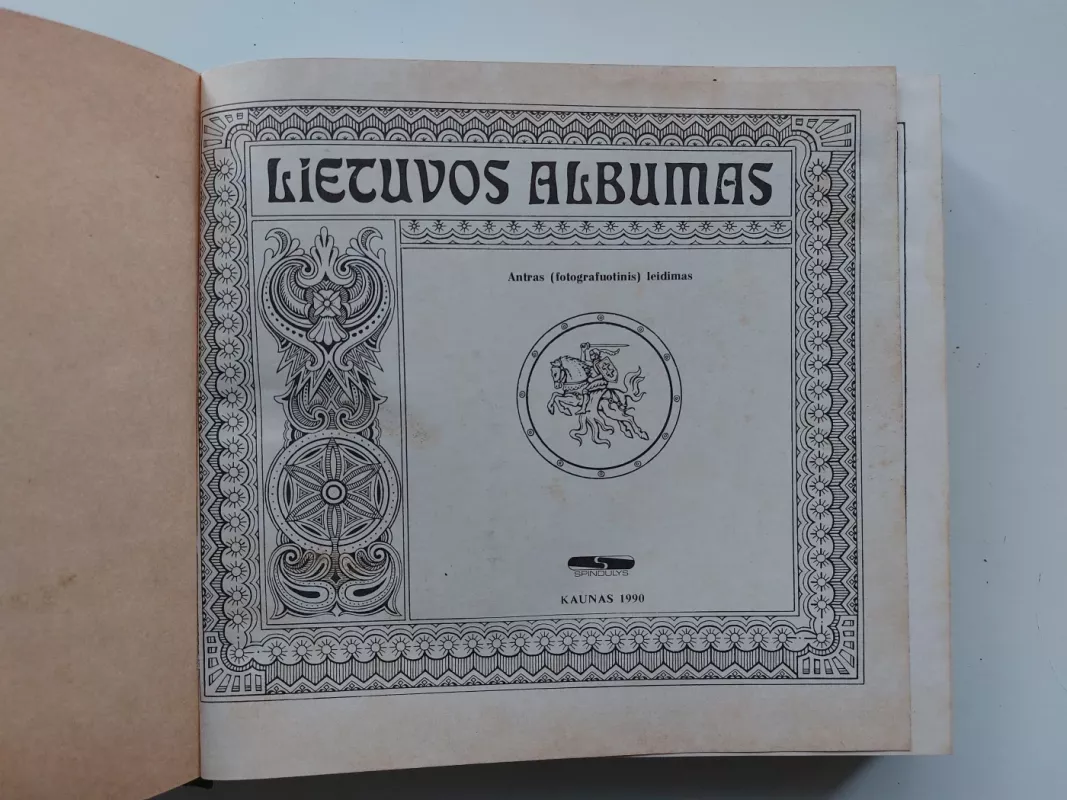 LIETUVOS ALBUMAS
Antras (fotografuotinis) leidimas
SPINDULYS
KAUNAS 1990